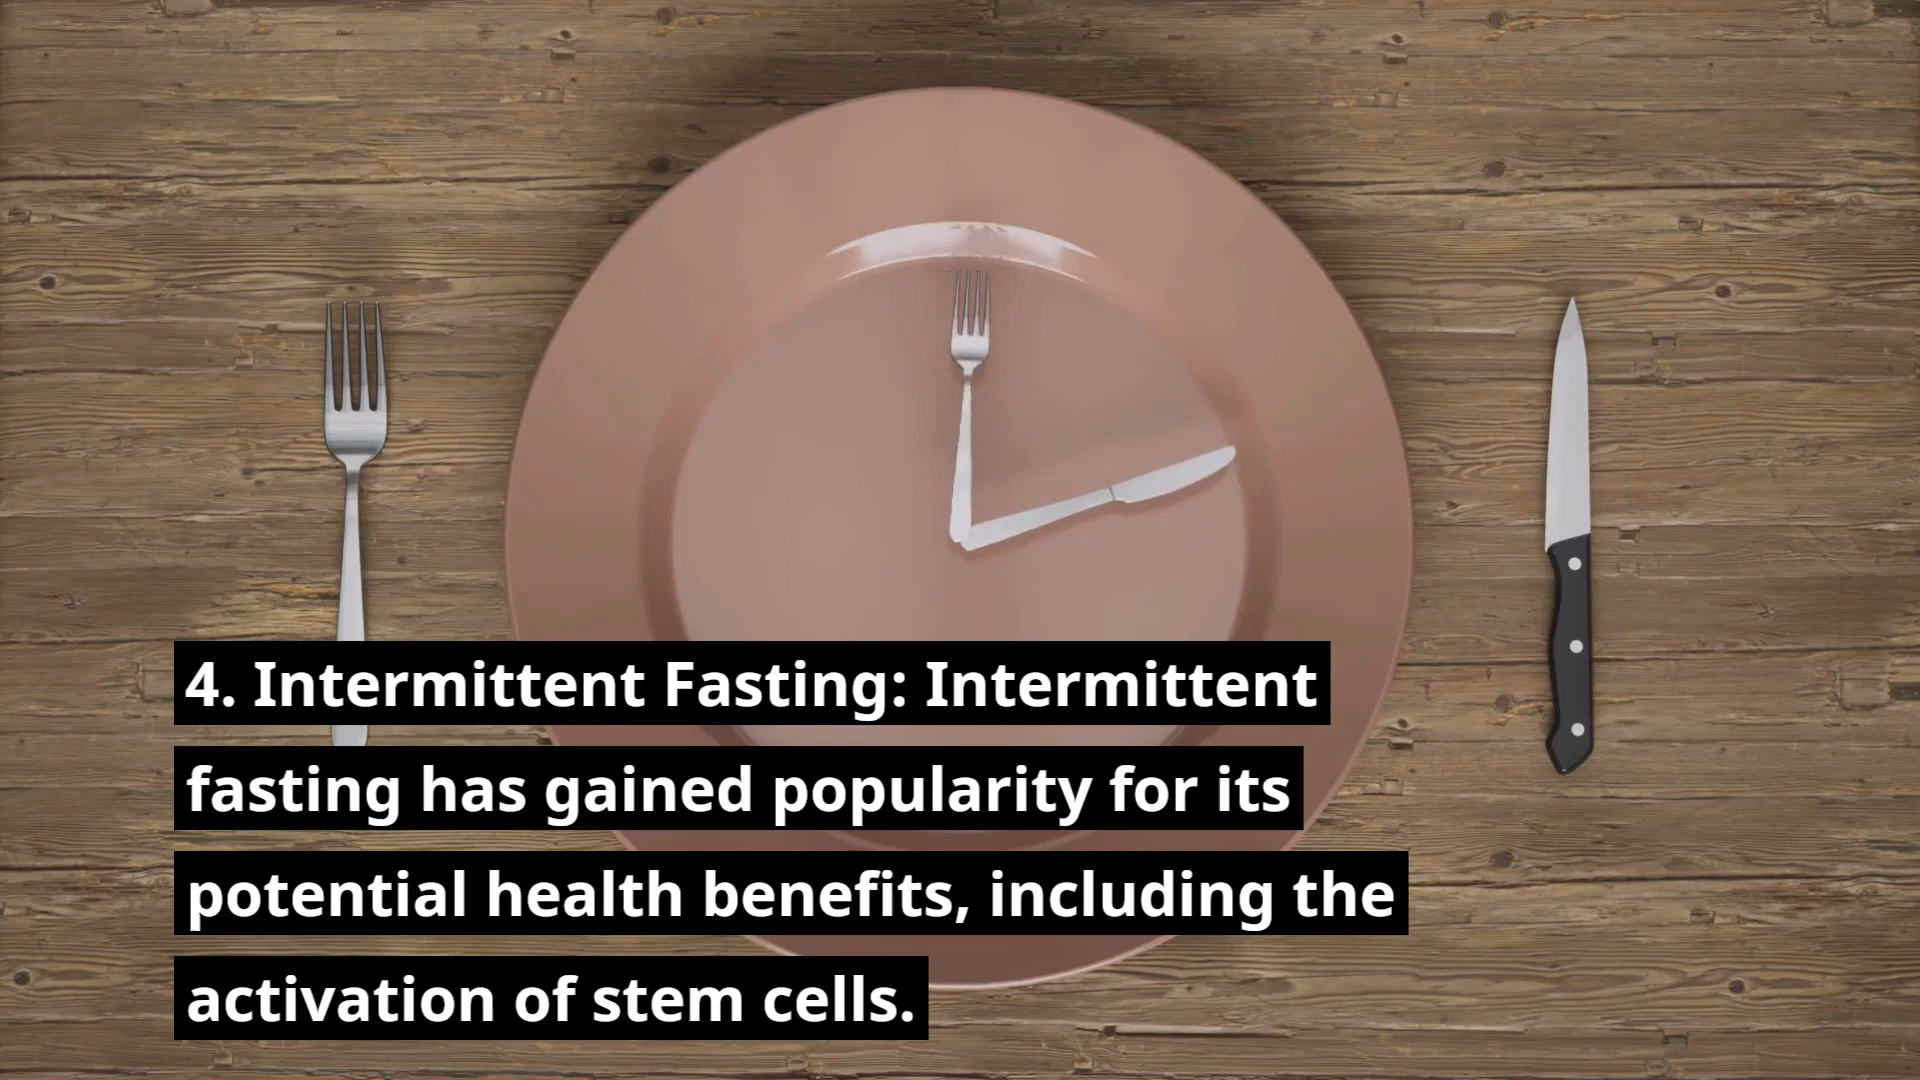 4. Intermittent Fasting: Intermittent
fasting has gained popularity for its
potential health benefits, including the
activation of stem cells.